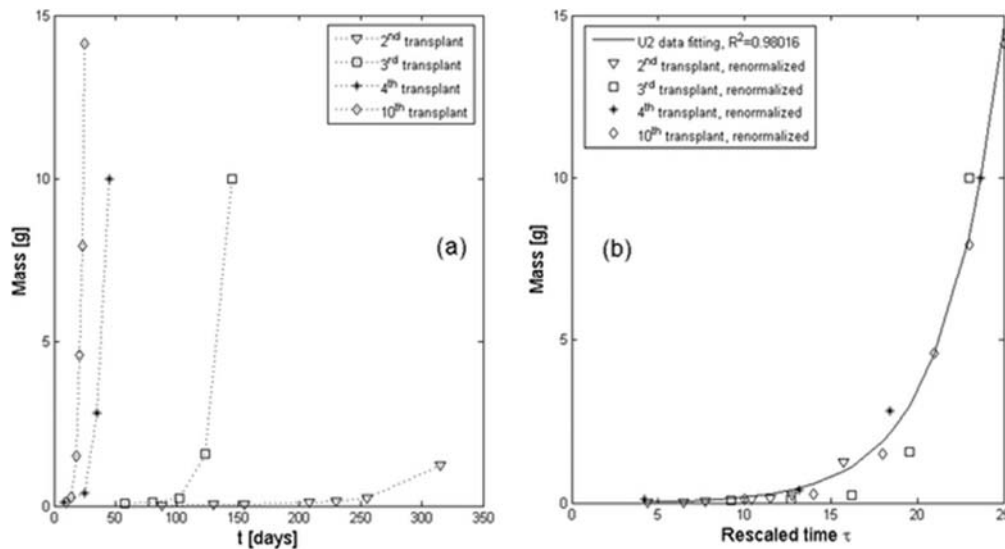 15
10
5
0
Mass [g]
2nd transplant
3rd transplant
4th transplant
10th transplant
(a)
0 50 100 150 200 250 300 350
t [days]
15
10
5
0
Mass [g]
U2 data fitting, R2=0.98016
2nd transplant, renormalized
3rd transplant, renormalized
4th transplant, renormalized
10th transplant, renormalized
(b)
0 5 10 15 20 25
Rescaled time τ